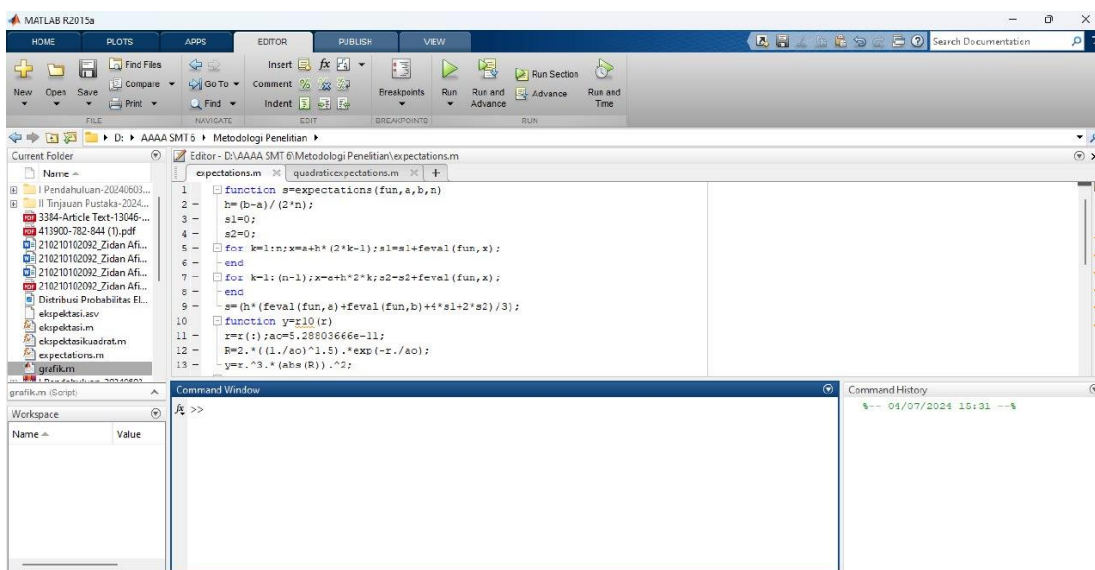 MATLAB R2015a
HOME PLOTS APPS EDITOR PUBLISH VIEW
Search Documentation
New Open Save Find Files Compare Print
Go To Find
Insert fx Comment Indent
Breakpoints
Run Run and Advance Run Section Advance Run and Time
FILE NAVIGATE EDIT BREAKPOINTS RUN
D: AAAA SMT 6 Metodologi Penelitian
Current Folder
Name
I Pendahuluan-20240603...
II Tinjauan Pustaka-2024...
3384-Article Text-13046-...
413900-782-844 (1).pdf
210210102092_Zidan Afi...
210210102092_Zidan Afi...
210210102092_Zidan Afi...
210210102092_Zidan Afi...
Distribusi Probabilitas El...
ekspektasi.asv
ekspektasi.m
ekspektasikuadrat.m
expectations.m
grafik.m
grafik.m (Script)
Workspace
Name Value
Editor - D:\AAAA SMT 6\Metodologi Penelitian\expectations.m
expectations.m quadraticexpectations.m +
1 function s=expectations(fun,a,b,n)
2 - h=(b-a)/(2*n);
3 - s1=0;
4 - s2=0;
5 - for k=1:n;x=a+h*(2*k-1);s1=s1+feval(fun,x);
6 - end
7 - for k=1:(n-1);x=a+h*2*k;s2=s2+feval(fun,x);
8 - end
9 - s=(h*(feval(fun,a)+feval(fun,b)+4*s1+2*s2)/3);
10 function y=r10(r)
11 - r=r(:);ao=5.28803666e-11;
12 - R=2.*((1./ao)^1.5).*exp(-r./ao);
13 - y=r.^3.*(abs(R)).^2;
Command Window
fx >>
Command History
%-- 04/07/2024 15:31 --%